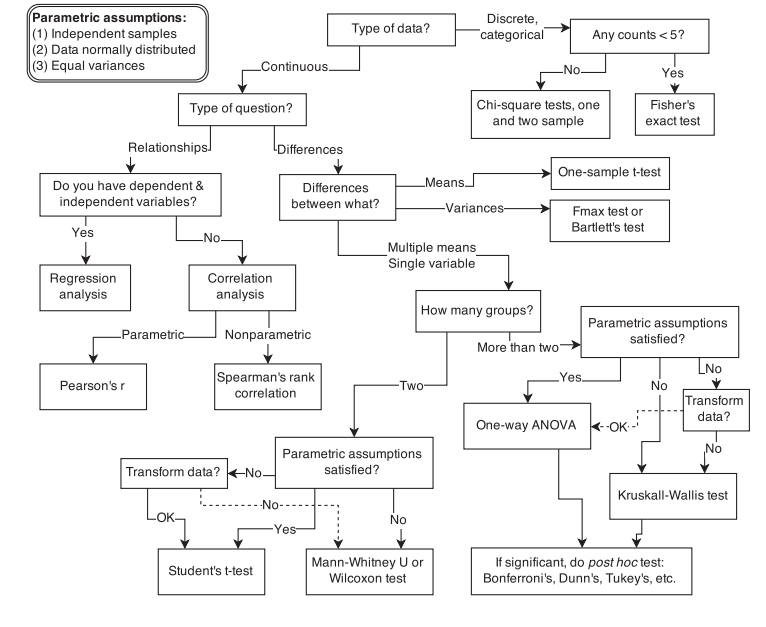 Parametric assumptions:
(1) Independent samples
(2) Data normally distributed
(3) Equal variances
Type of data?
Discrete,
categorical
Any counts < 5?
No
Yes
Chi-square tests, one
and two sample
Fisher's
exact test
Continuous
Type of question?
Relationships
Differences
Do you have dependent &
independent variables?
Differences
between what?
Means
One-sample t-test
Variances
Fmax test or
Bartlett's test
Yes
No
Regression
analysis
Correlation
analysis
Multiple means
Single variable
How many groups?
Parametric
Nonparametric
Pearson's r
Spearman's rank
correlation
More than two
Parametric assumptions
satisfied?
Yes
No
No
Transform
data?
One-way ANOVA
OK
No
Kruskall-Wallis test
If significant, do post hoc test:
Bonferroni's, Dunn's, Tukey's, etc.
Two
Parametric assumptions
satisfied?
No
Transform data?
OK
No
Yes
No
Student's t-test
Mann-Whitney U or
Wilcoxon test